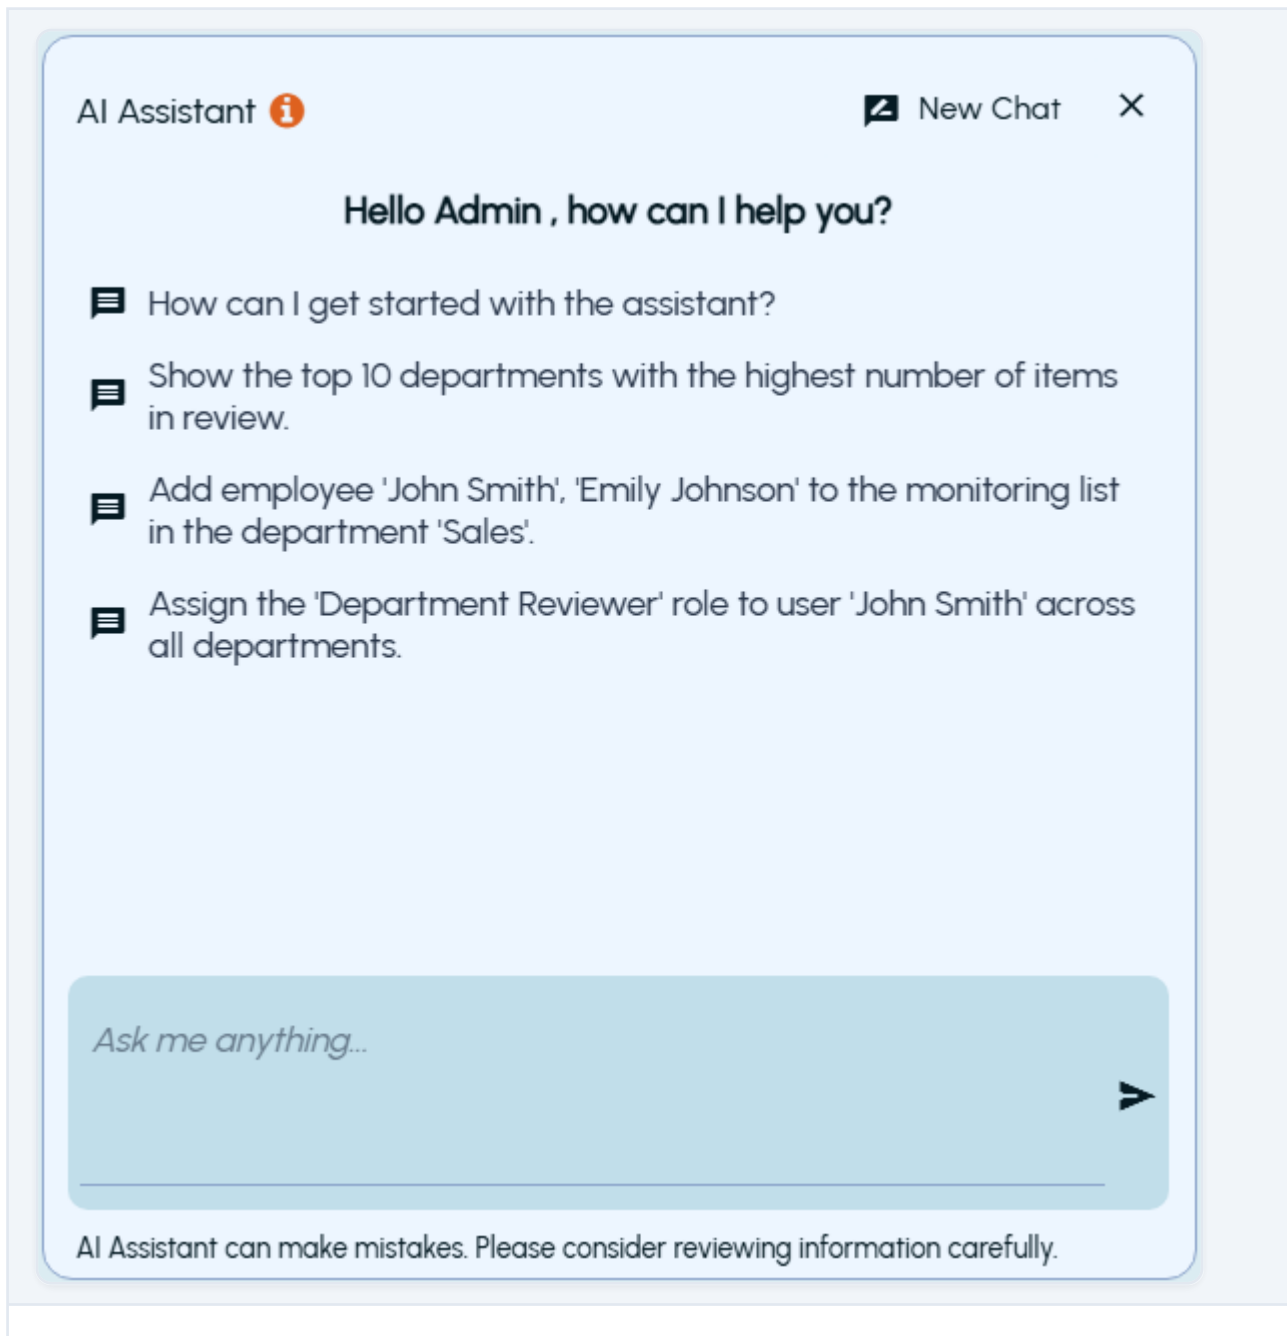 AI Assistant
New Chat
Hello Admin , how can I help you?
How can I get started with the assistant?
Show the top 10 departments with the highest number of items
in review.
Add employee 'John Smith', 'Emily Johnson' to the monitoring list
in the department 'Sales'.
Assign the 'Department Reviewer' role to user 'John Smith' across
all departments.
Ask me anything...
AI Assistant can make mistakes. Please consider reviewing information carefully.